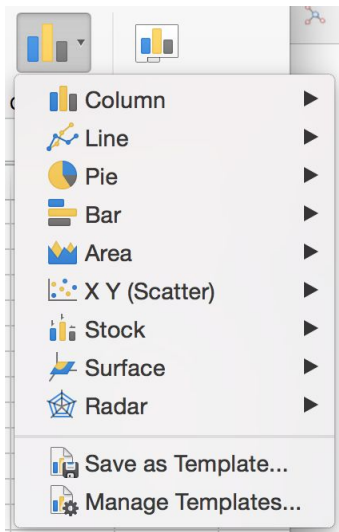 Column
Line
Pie
Bar
Area
X Y (Scatter)
Stock
Surface
Radar
Save as Template...
Manage Templates...